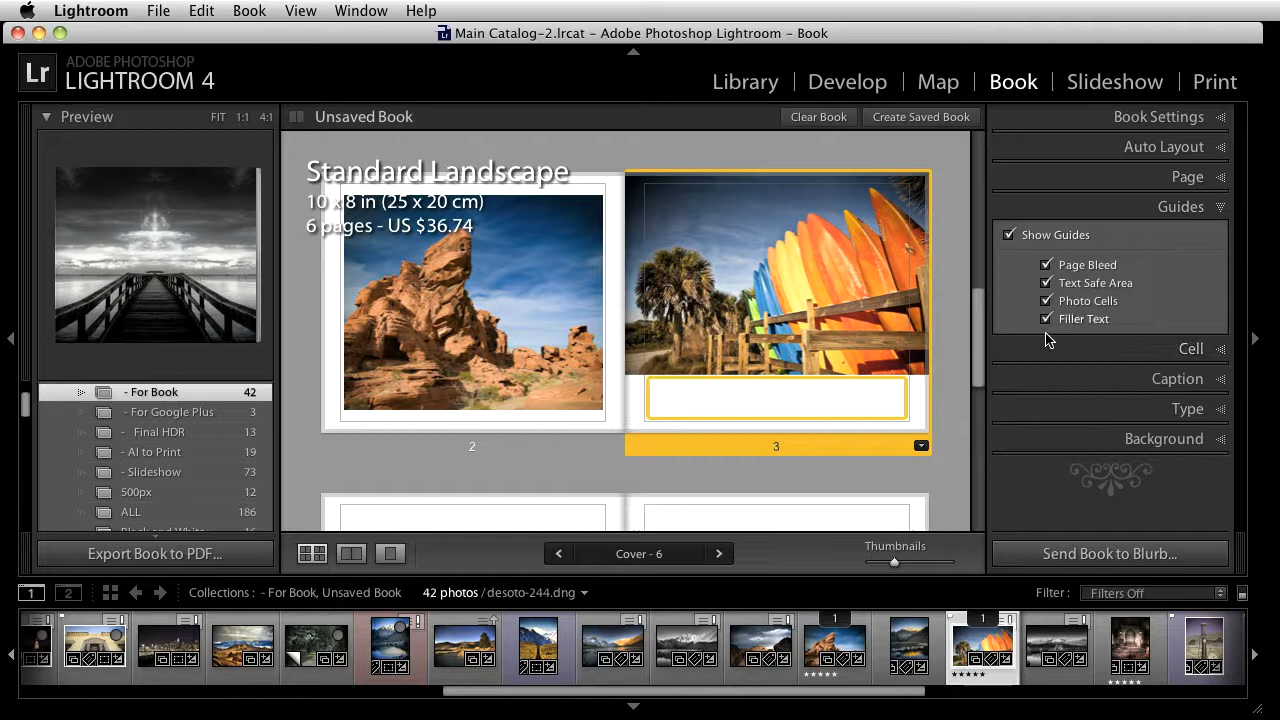 Lightroom File Edit Book View Window Help
Main Catalog-2.lrcat – Adobe Photoshop Lightroom – Book
Lr ADOBE PHOTOSHOP
LIGHTROOM 4
Library Develop Map Book Slideshow Print
Preview FIT 1:1 4:1
Unsaved Book Clear Book Create Saved Book
Standard Landscape
10 x 8 in (25 x 20 cm)
6 pages - US $36.74
2
3
- For Book 42
- For Google Plus 3
- Final HDR 13
- AI to Print 19
- Slideshow 73
500px 12
ALL 186
Black and White 16
Export Book to PDF...
Cover - 6
Thumbnails
Book Settings
Auto Layout
Page
Guides
Show Guides
Page Bleed
Text Safe Area
Photo Cells
Filler Text
Cell
Caption
Type
Background
Send Book to Blurb...
1 2 Collections : - For Book, Unsaved Book 42 photos / desoto-244.dng Filter : Filters Off
1 1